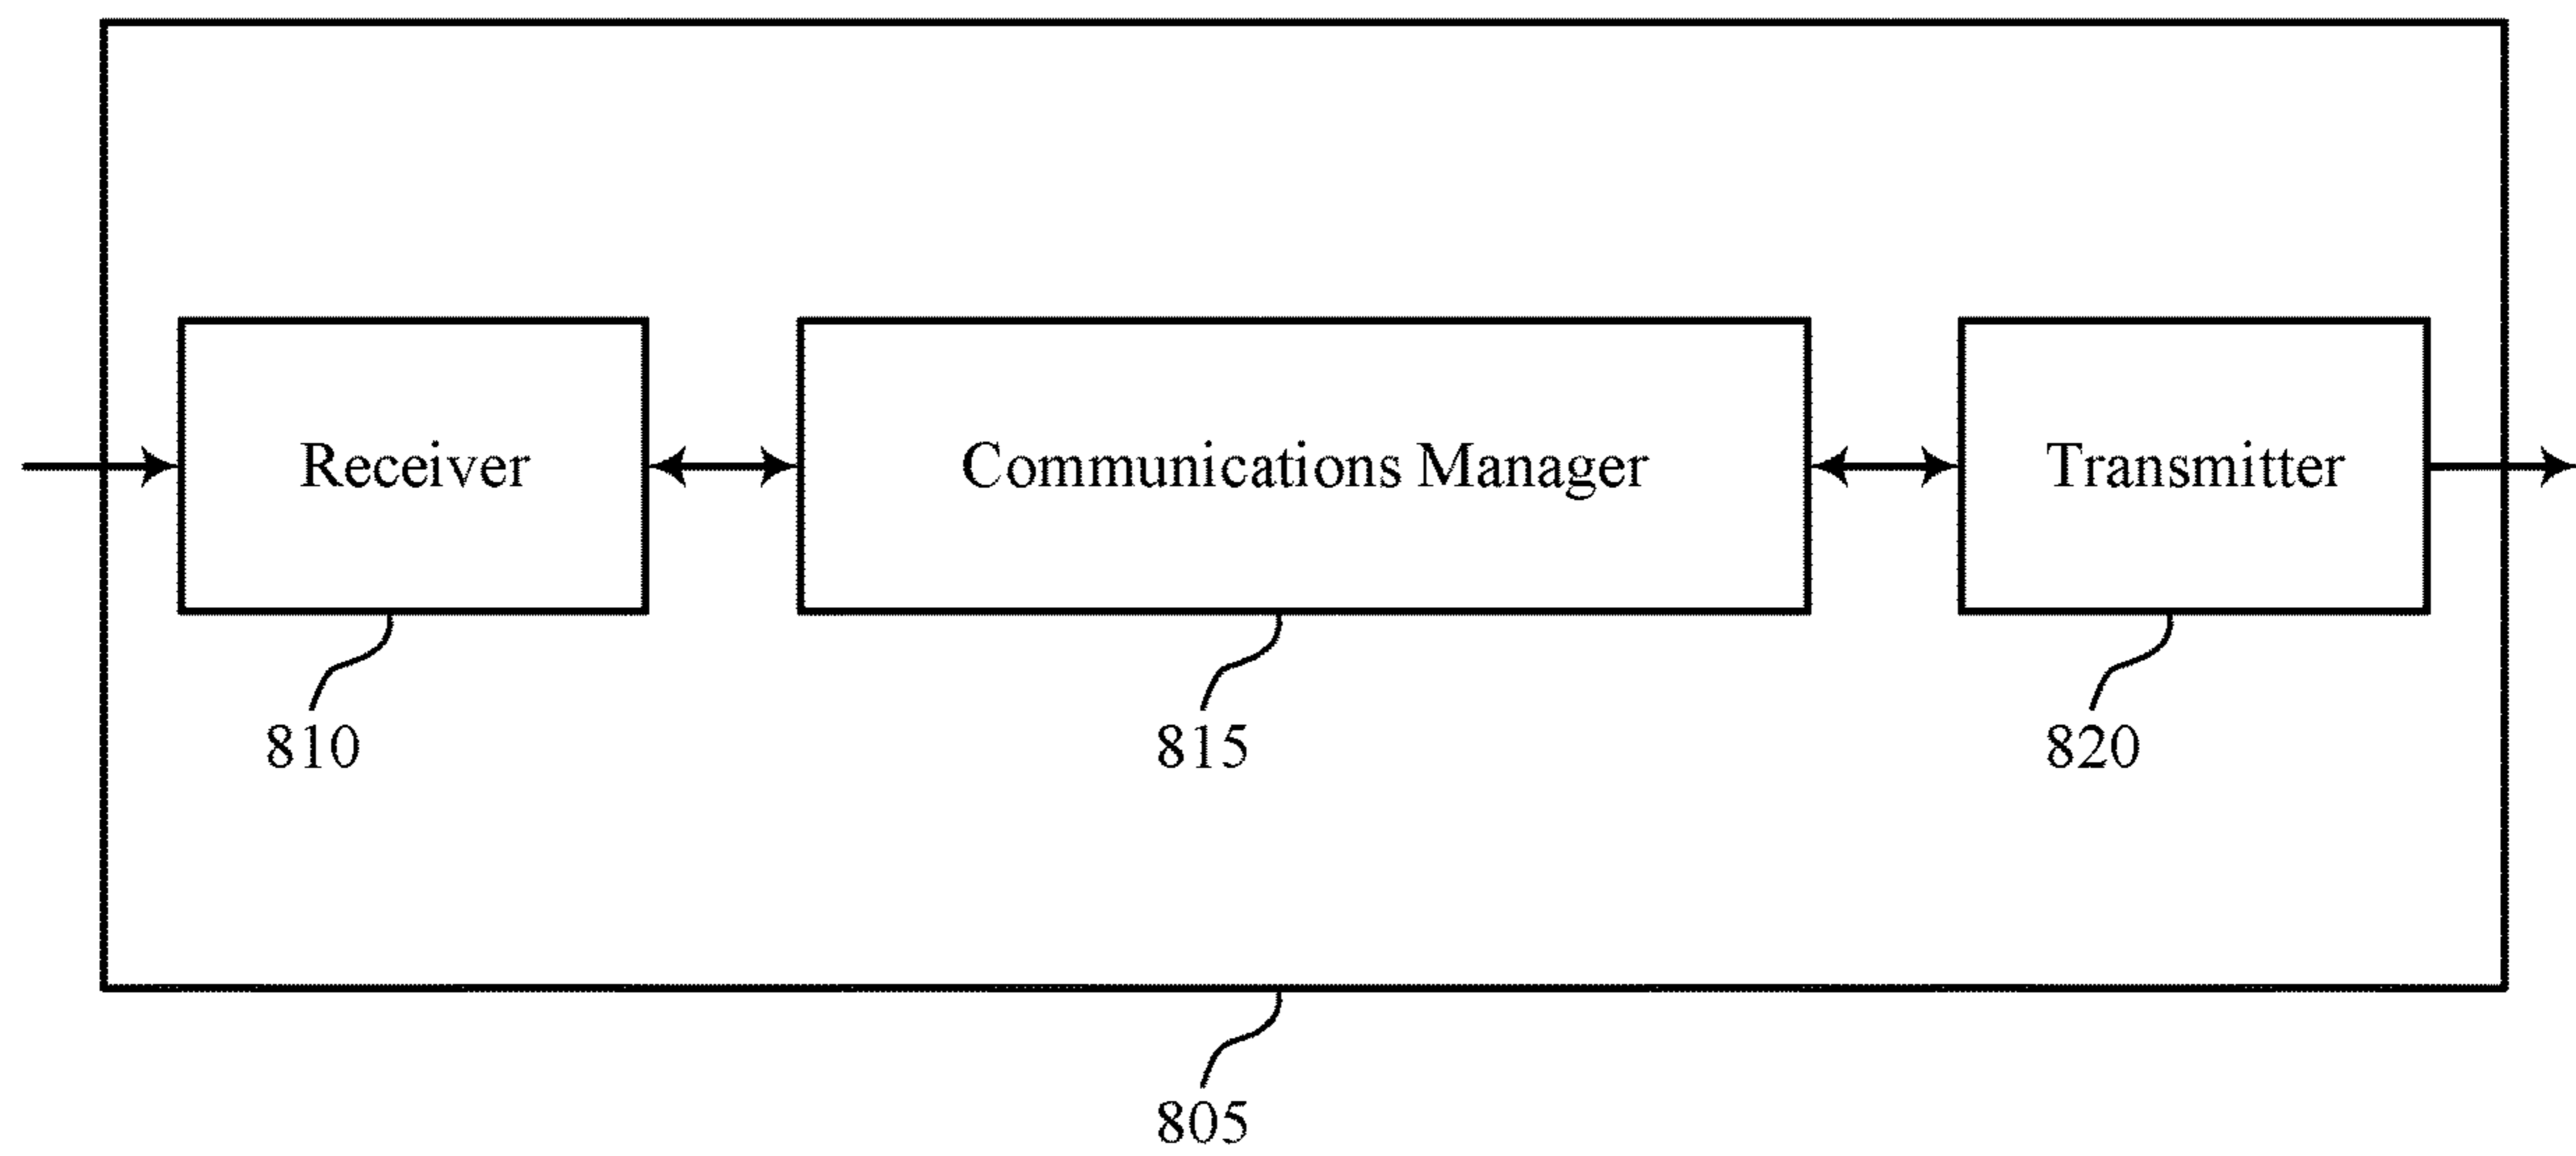 Receiver
Communications Manager
Transmitter
810
815
820
805